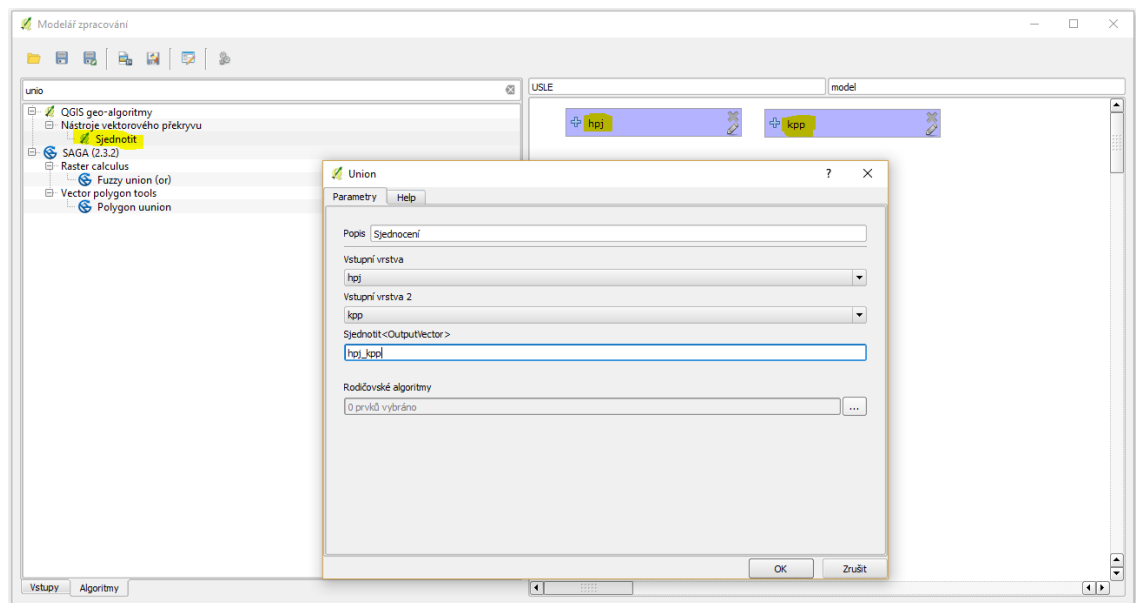 Modelář zpracování
unio
USLE
model
QGIS geo-algoritmy
Nástroje vektorového překryvu
Sjednotit
SAGA (2.3.2)
Raster calculus
Fuzzy union (or)
Vector polygon tools
Polygon uunion
hpj
kpp
Union
?
Parametry
Help
Popis
Sjednocení
Vstupní vrstva
hpj
Vstupní vrstva 2
kpp
Sjednotit<OutputVector>
hpj_kpp
Rodičovské algoritmy
0 prvků vybráno
...
OK
Zrušit
Vstupy
Algoritmy